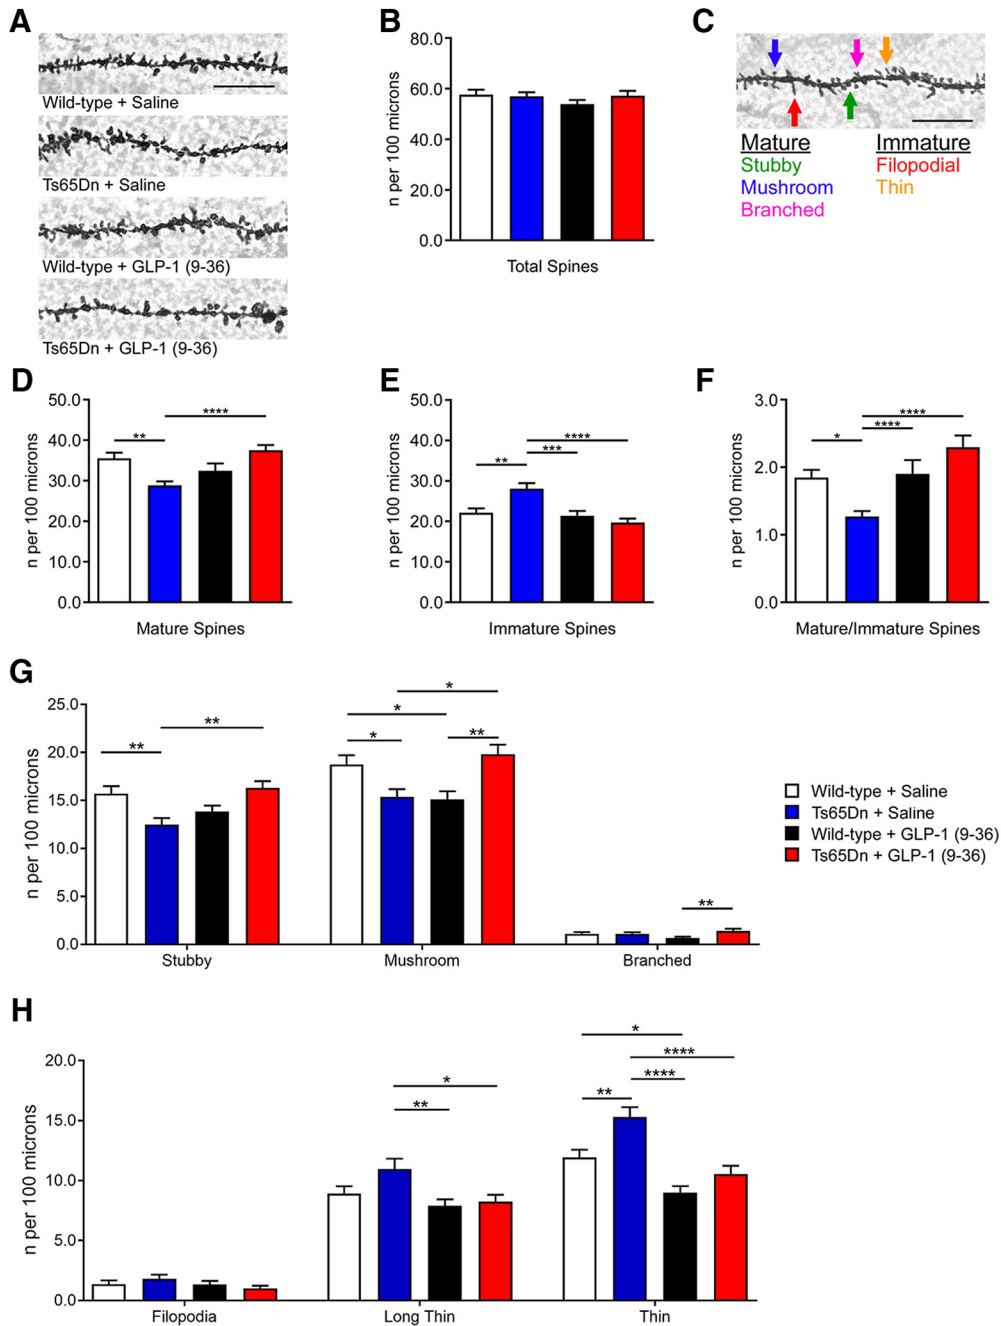 A
Wild-type + Saline
Ts65Dn + Saline
Wild-type + GLP-1 (9-36)
Ts65Dn + GLP-1 (9-36)
B
80.0
60.0
40.0
20.0
0.0
n per 100 microns
Total Spines
C
Mature
Stubby
Mushroom
Branched
Immature
Filopodial
Thin
D
50.0
40.0
30.0
20.0
10.0
0.0
n per 100 microns
**
****
Mature Spines
E
50.0
40.0
30.0
20.0
10.0
0.0
n per 100 microns
****
***
**
Immature Spines
F
3.0
2.0
1.0
0.0
n per 100 microns
****
****
*
Mature/Immature Spines
G
25.0
20.0
15.0
10.0
5.0
0.0
n per 100 microns
**
**
*
*
*
**
**
Stubby
Mushroom
Branched
Wild-type + Saline
Ts65Dn + Saline
Wild-type + GLP-1 (9-36)
Ts65Dn + GLP-1 (9-36)
H
20.0
15.0
10.0
5.0
0.0
n per 100 microns
*
**
*
****
****
**
Filopodia
Long Thin
Thin